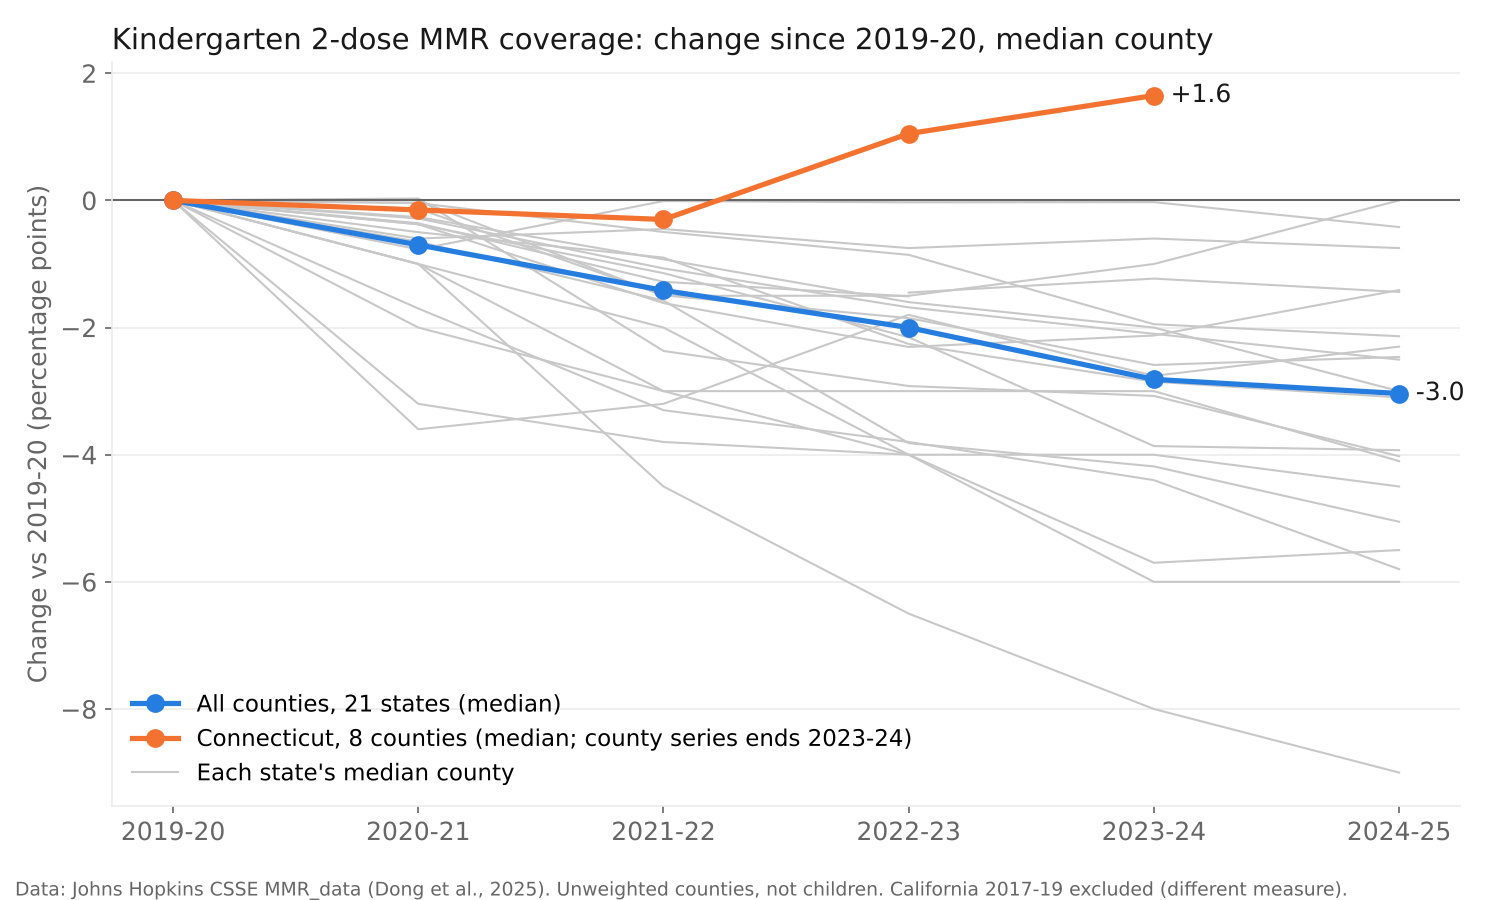 Kindergarten 2-dose MMR coverage: change since 2019-20, median county
Change vs 2019-20 (percentage points)
2
0
−2
−4
−6
−8
+1.6
-3.0
All counties, 21 states (median)
Connecticut, 8 counties (median; county series ends 2023-24)
Each state's median county
2019-20
2020-21
2021-22
2022-23
2023-24
2024-25
Data: Johns Hopkins CSSE MMR_data (Dong et al., 2025). Unweighted counties, not children. California 2017-19 excluded (different measure).